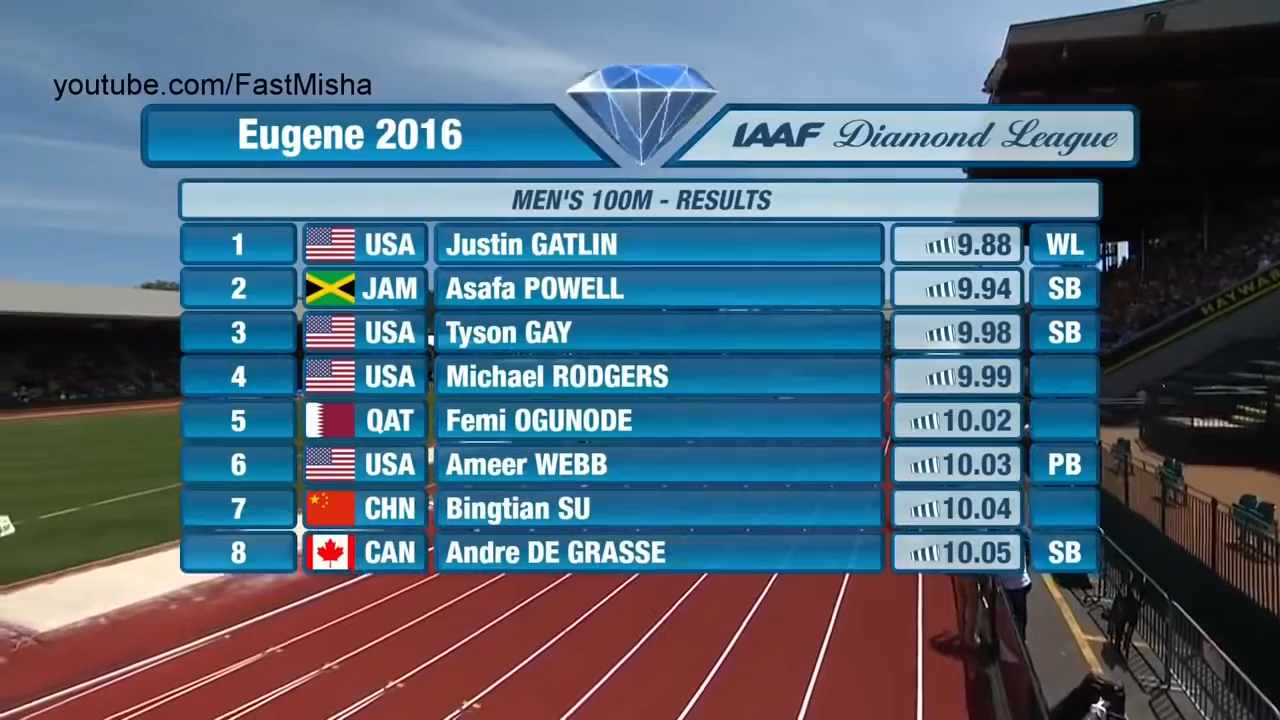 youtube.com/FastMisha
Eugene 2016
IAAF Diamond League
MEN'S 100M - RESULTS
1 USA Justin GATLIN 9.88 WL
2 JAM Asafa POWELL 9.94 SB
3 USA Tyson GAY 9.98 SB
4 USA Michael RODGERS 9.99
5 QAT Femi OGUNODE 10.02
6 USA Ameer WEBB 10.03 PB
7 CHN Bingtian SU 10.04
8 CAN Andre DE GRASSE 10.05 SB